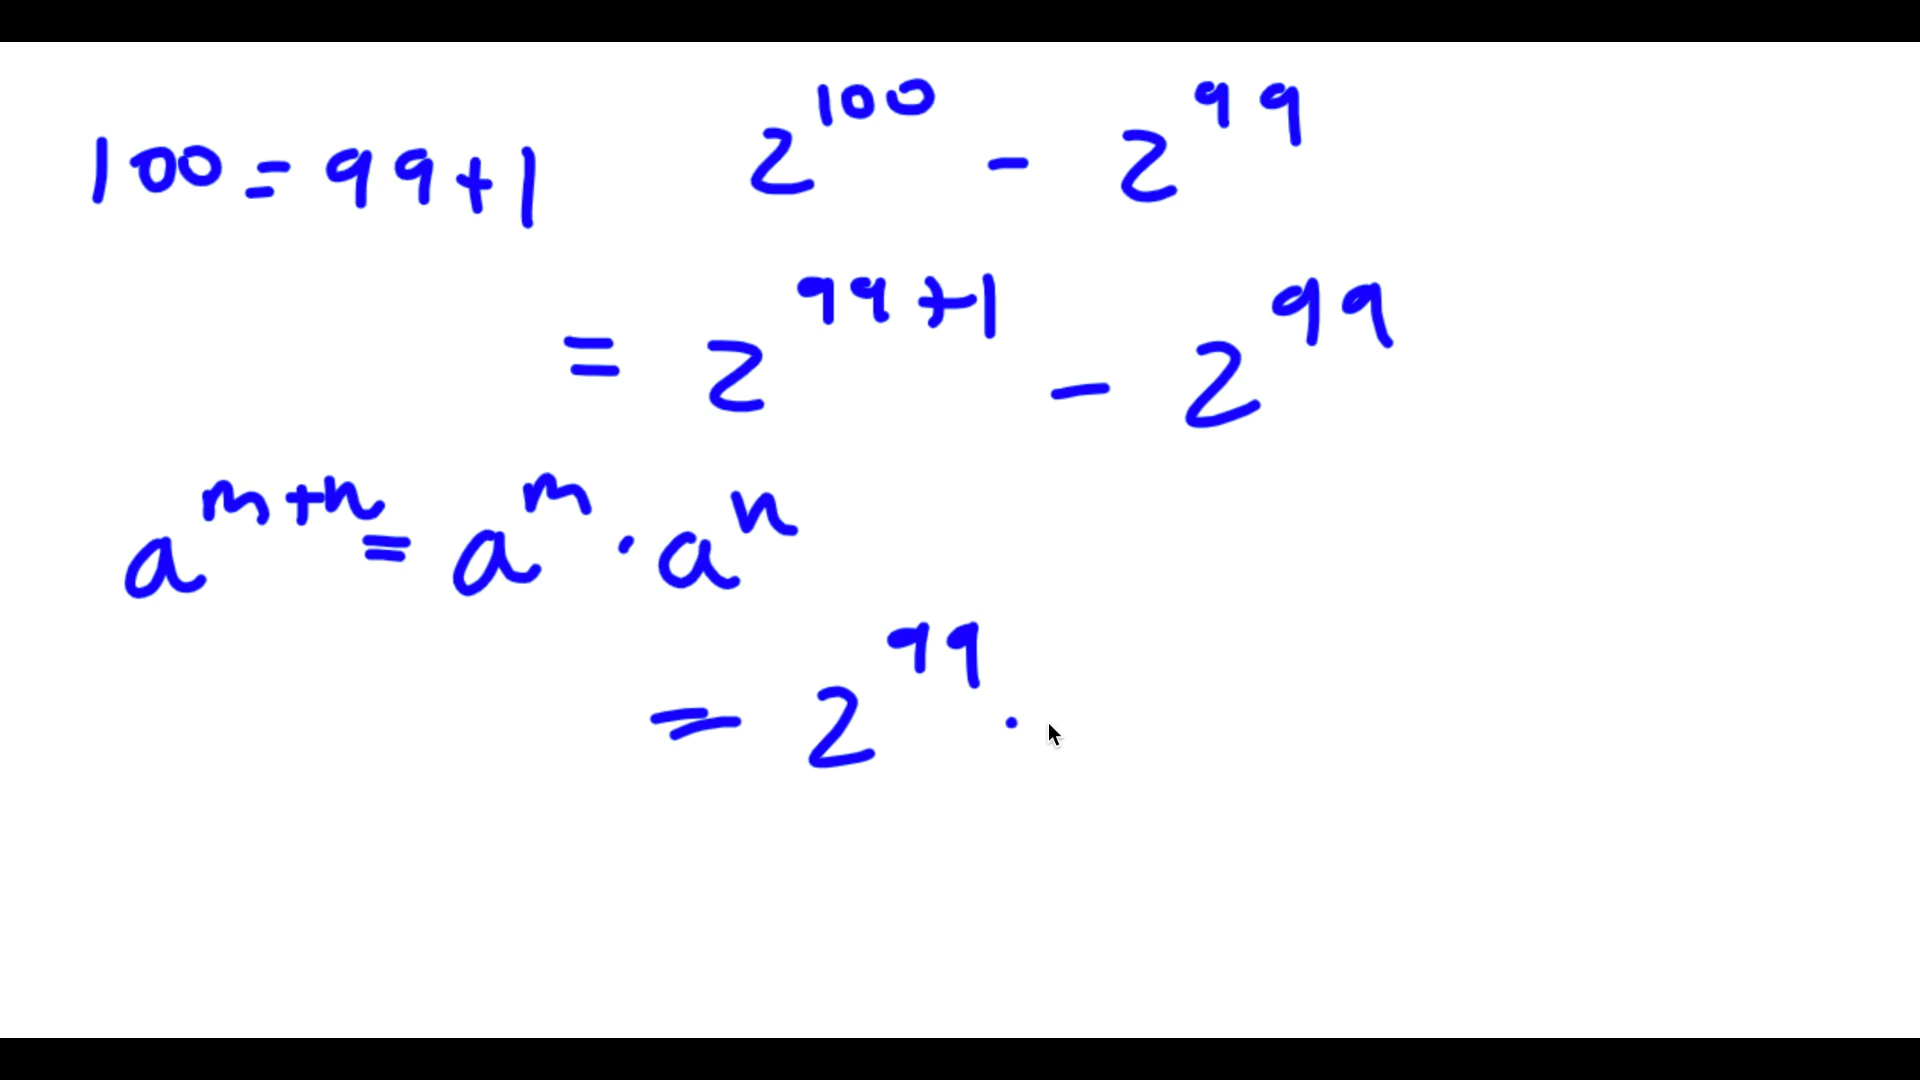 2^100 - 2^99
100 = 99 + 1
= 2^99+1 - 2^99
a^m+n = a^m · a^n
= 2^99 ·